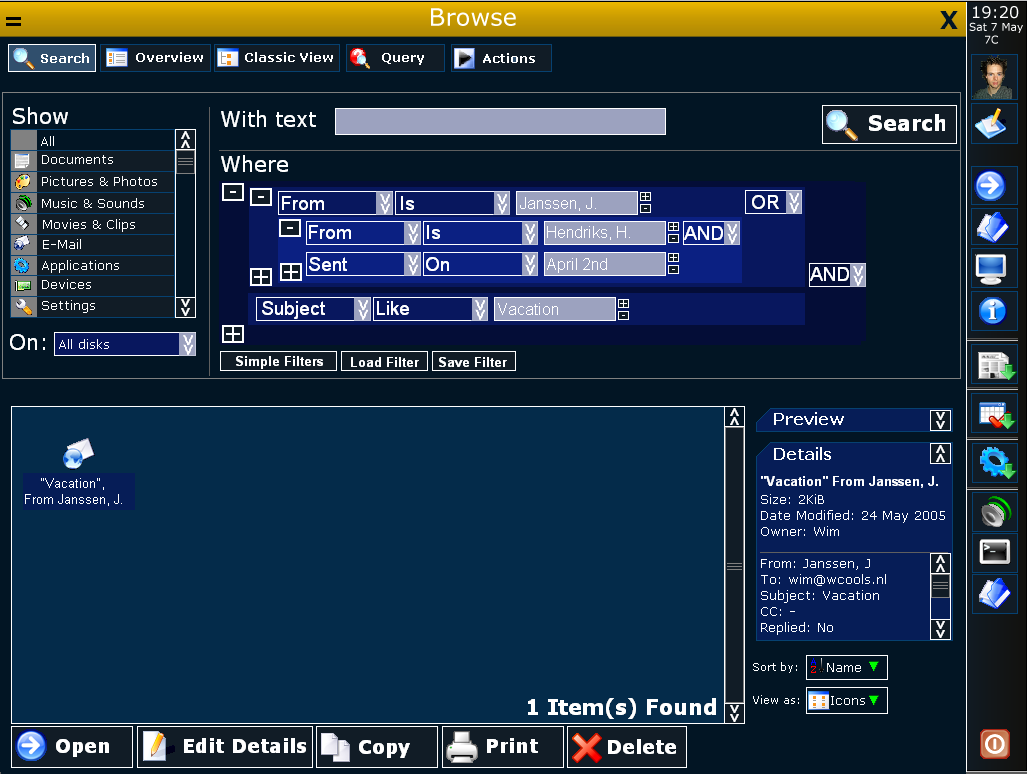 Browse
X
19:20
Sat 7 May
7C
Search
Overview
Classic View
Query
Actions
Show
All
Documents
Pictures & Photos
Music & Sounds
Movies & Clips
E-Mail
Applications
Devices
Settings
On: All disks
With text
Search
Where
From Is Janssen, J. OR
From Is Hendriks, H. AND
Sent On April 2nd
AND
Subject Like Vacation
Simple Filters Load Filter Save Filter
"Vacation",
From Janssen, J.
1 Item(s) Found
Preview
Details
"Vacation" From Janssen, J.
Size: 2KiB
Date Modified: 24 May 2005
Owner: Wim
From: Janssen, J
To: wim@wcools.nl
Subject: Vacation
CC: -
Replied: No
Sort by: Name
View as: Icons
Open
Edit Details
Copy
Print
Delete